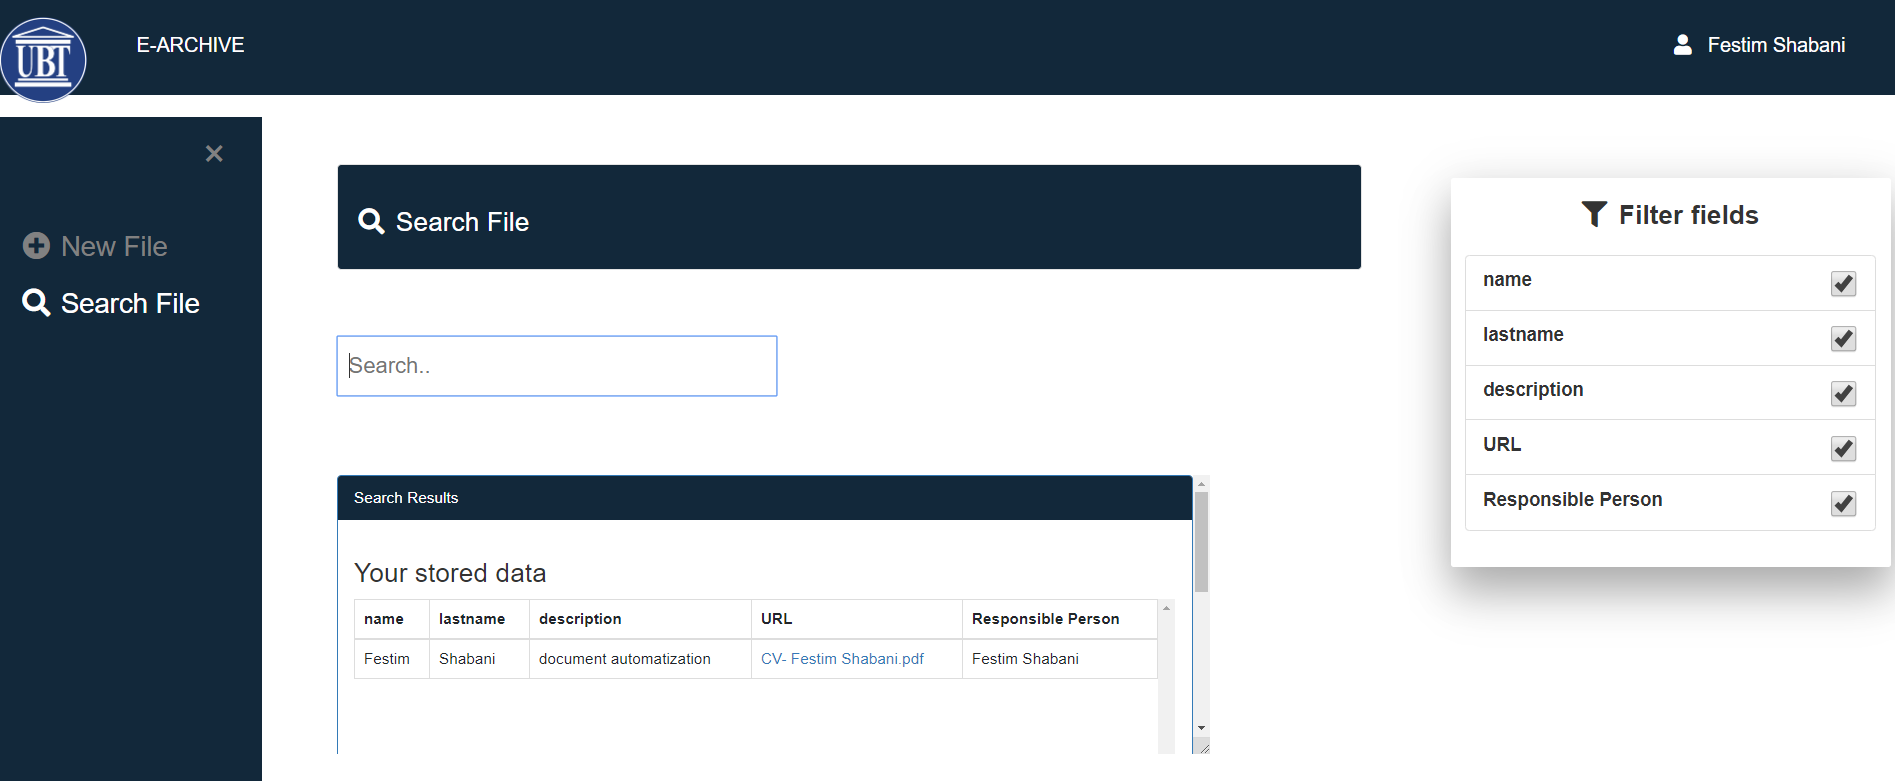 UBT
E-ARCHIVE
Festim Shabani
×
New File
Search File
Search File
Search..
Search Results
Your stored data
name lastname description URL Responsible Person
Festim Shabani document automatization CV- Festim Shabani.pdf Festim Shabani
Filter fields
name
lastname
description
URL
Responsible Person